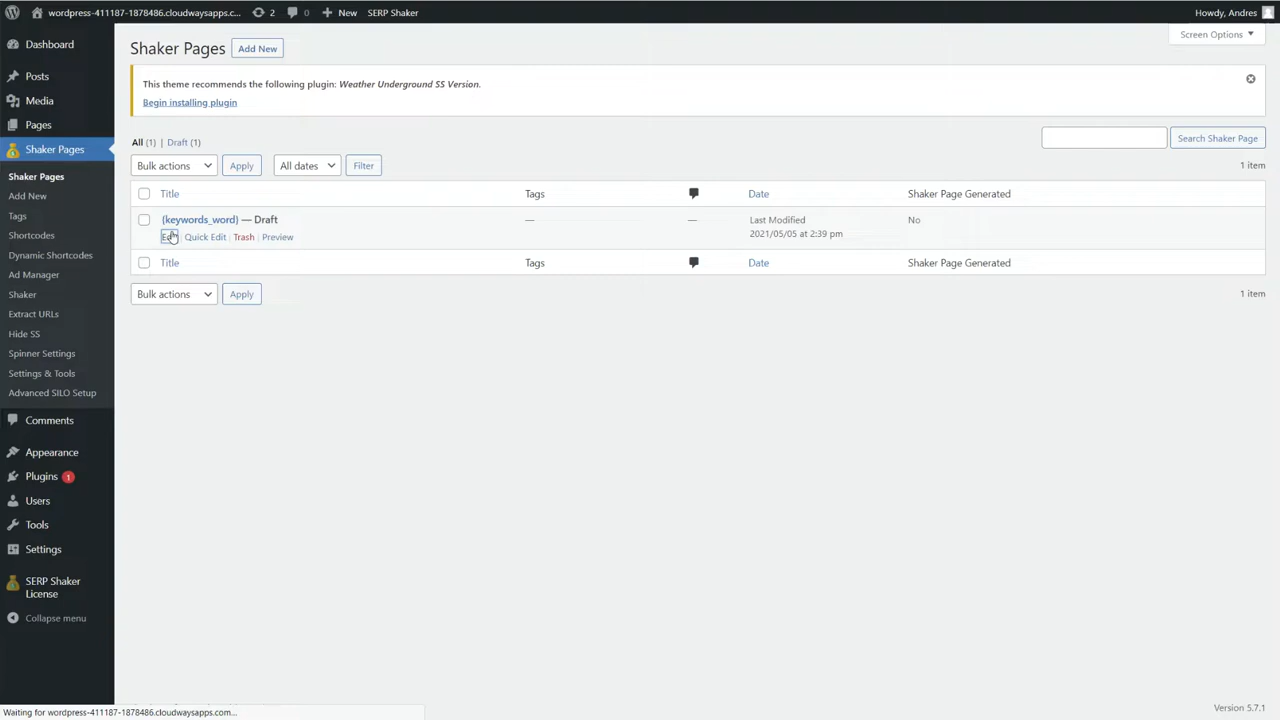 wordpress-411187-1878486.cloudwaysapps.c... 2 0 New SERP Shaker Howdy, Andres
Dashboard
Posts
Media
Pages
Shaker Pages
Shaker Pages
Add New
Tags
Shortcodes
Dynamic Shortcodes
Ad Manager
Shaker
Extract URLs
Hide SS
Spinner Settings
Settings & Tools
Advanced SILO Setup
Comments
Appearance
Plugins 1
Users
Tools
Settings
SERP Shaker
License
Collapse menu
Shaker Pages Add New
Screen Options
This theme recommends the following plugin: Weather Underground SS Version.
Begin installing plugin
All (1) | Draft (1)
Search Shaker Page
Bulk actions Apply All dates Filter
1 item
Title Tags Date Shaker Page Generated
(keywords_word) — Draft — — Last Modified No
2021/05/05 at 2:39 pm
Quick Edit | Trash | Preview
Title Tags Date Shaker Page Generated
Bulk actions Apply
1 item
Waiting for wordpress-411187-1878486.cloudwaysapps.com...
Version 5.7.1